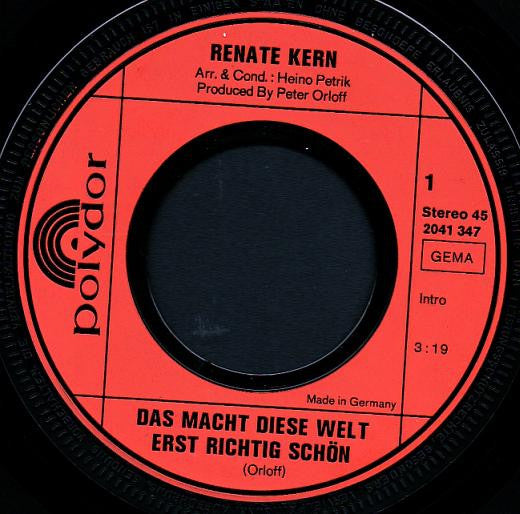 RENATE KERN
Arr. & Cond.: Heino Petrik
Produced By Peter Orloff
polydor
1
Stereo 45
2041 347
GEMA
Intro
3:19
Made in Germany
DAS MACHT DIESE WELT
ERST RICHTIG SCHÖN
(Orloff)